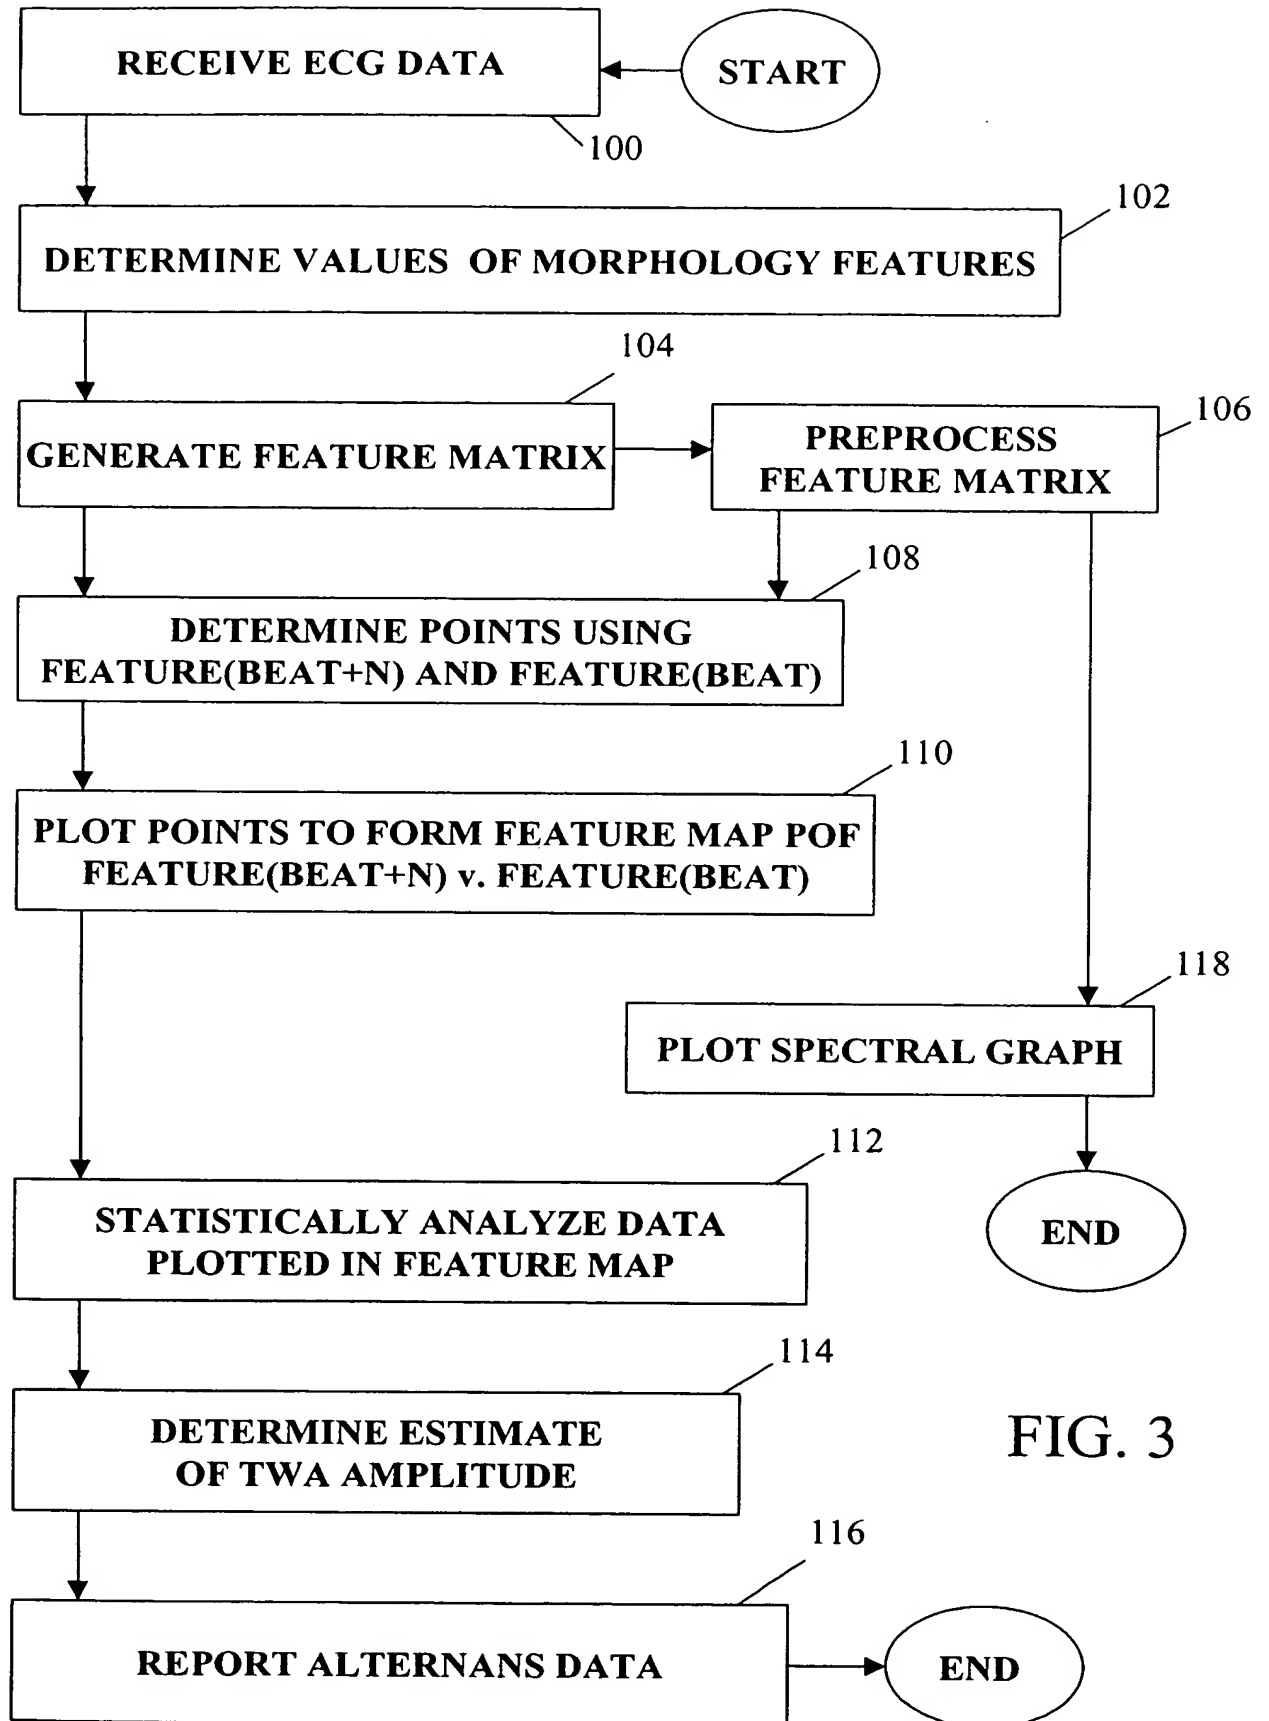 RECEIVE ECG DATA
START
100
102
DETERMINE VALUES OF MORPHOLOGY FEATURES
104
GENERATE FEATURE MATRIX
106
PREPROCESS
FEATURE MATRIX
108
DETERMINE POINTS USING
FEATURE(BEAT+N) AND FEATURE(BEAT)
110
PLOT POINTS TO FORM FEATURE MAP POF
FEATURE(BEAT+N) v. FEATURE(BEAT)
118
PLOT SPECTRAL GRAPH
END
112
STATISTICALLY ANALYZE DATA
PLOTTED IN FEATURE MAP
114
DETERMINE ESTIMATE
OF TWA AMPLITUDE
FIG. 3
116
REPORT ALTERNANS DATA
END